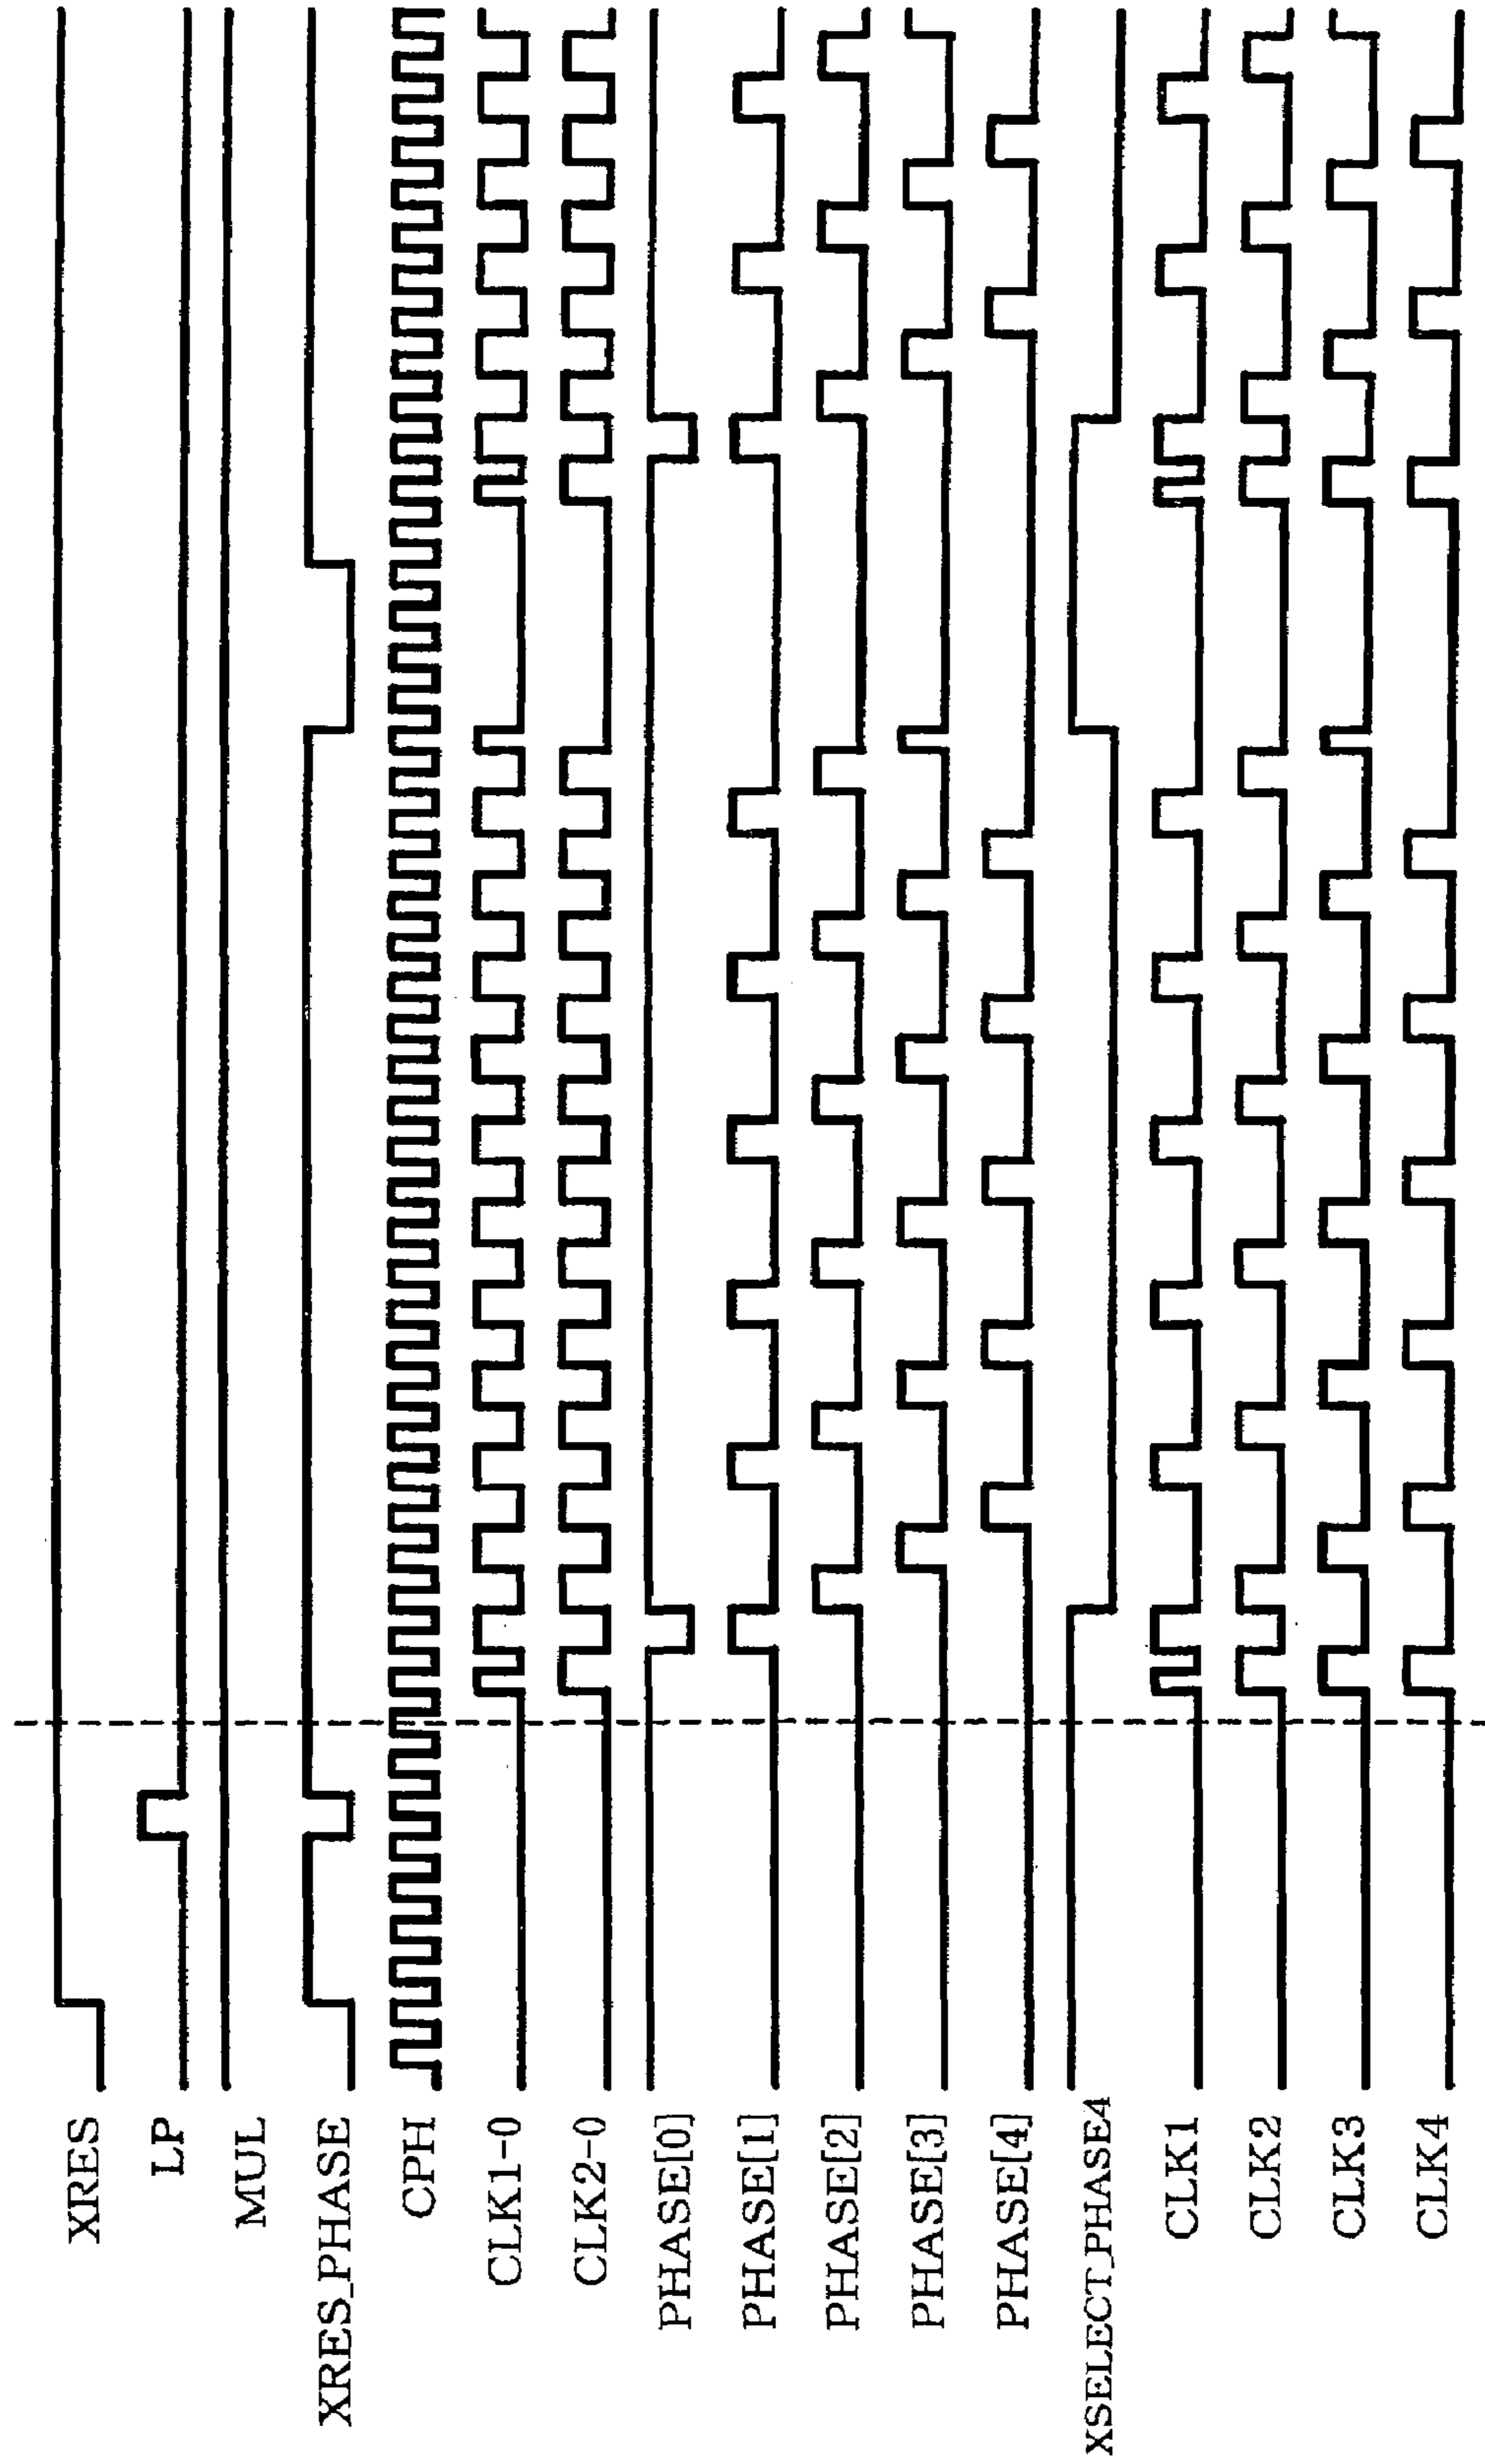 XRES
LP
MUL
XRES_PHASE
CPH
CLK1-0
CLK2-0
PHASE[0]
PHASE[1]
PHASE[2]
PHASE[3]
PHASE[4]
XSELECT_PHASE4
CLK1
CLK2
CLK3
CLK4